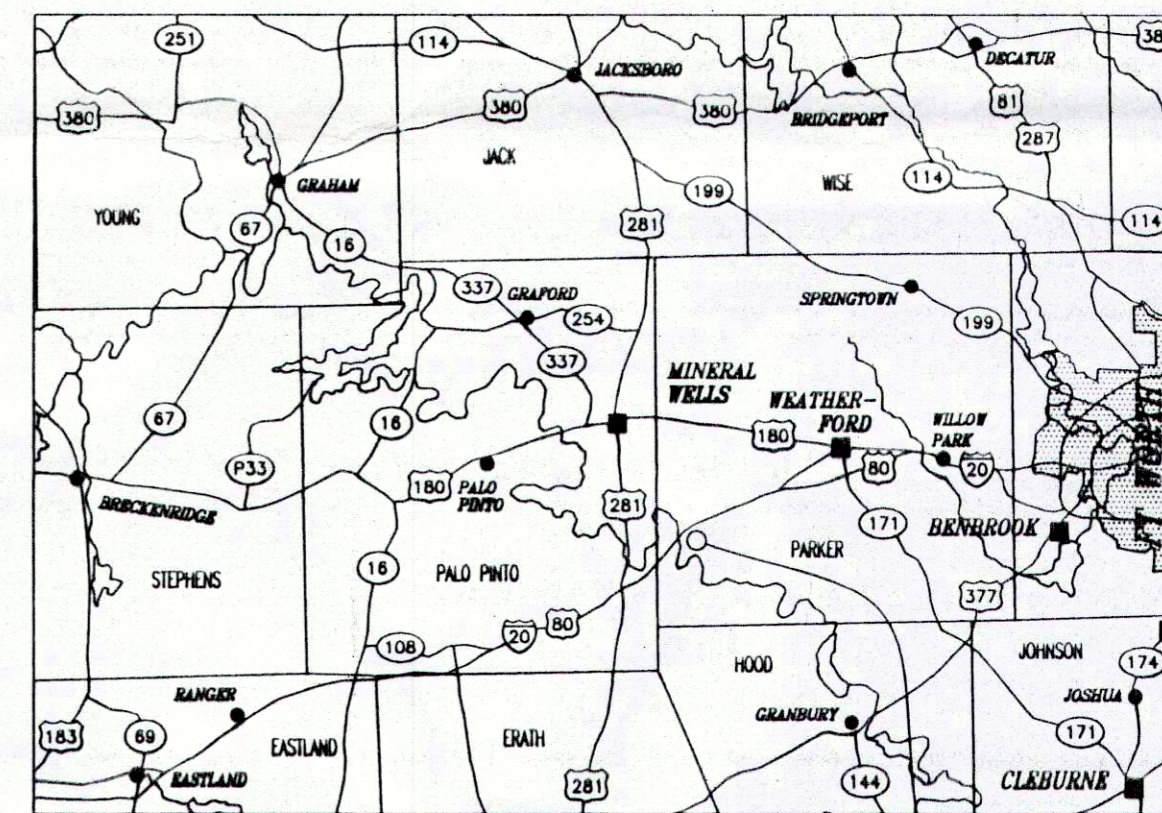 251
114
38
DECATUR
JACKSBORO
380
380
380
81
BRIDGEPORT
287
JACK
GRAHAM
199
WISE
114
YOUNG
67
16
281
114
337
GRAFORD
SPRINGTOWN
254
199
337
MINERAL
WELLS
WEATHER-
FORD
WILLOW
PARK
67
16
180
80
20
FT WORTH
P33
180
PALO
PINTO
BRECKENRIDGE
281
171
BENBROOK
PARKER
STEPHENS
16
PALO PINTO
377
80
20
108
HOOD
JOHNSON
174
RANGER
JOSHUA
GRANBURY
183
69
EASTLAND
ERATH
171
EASTLAND
281
144
CLEBURNE